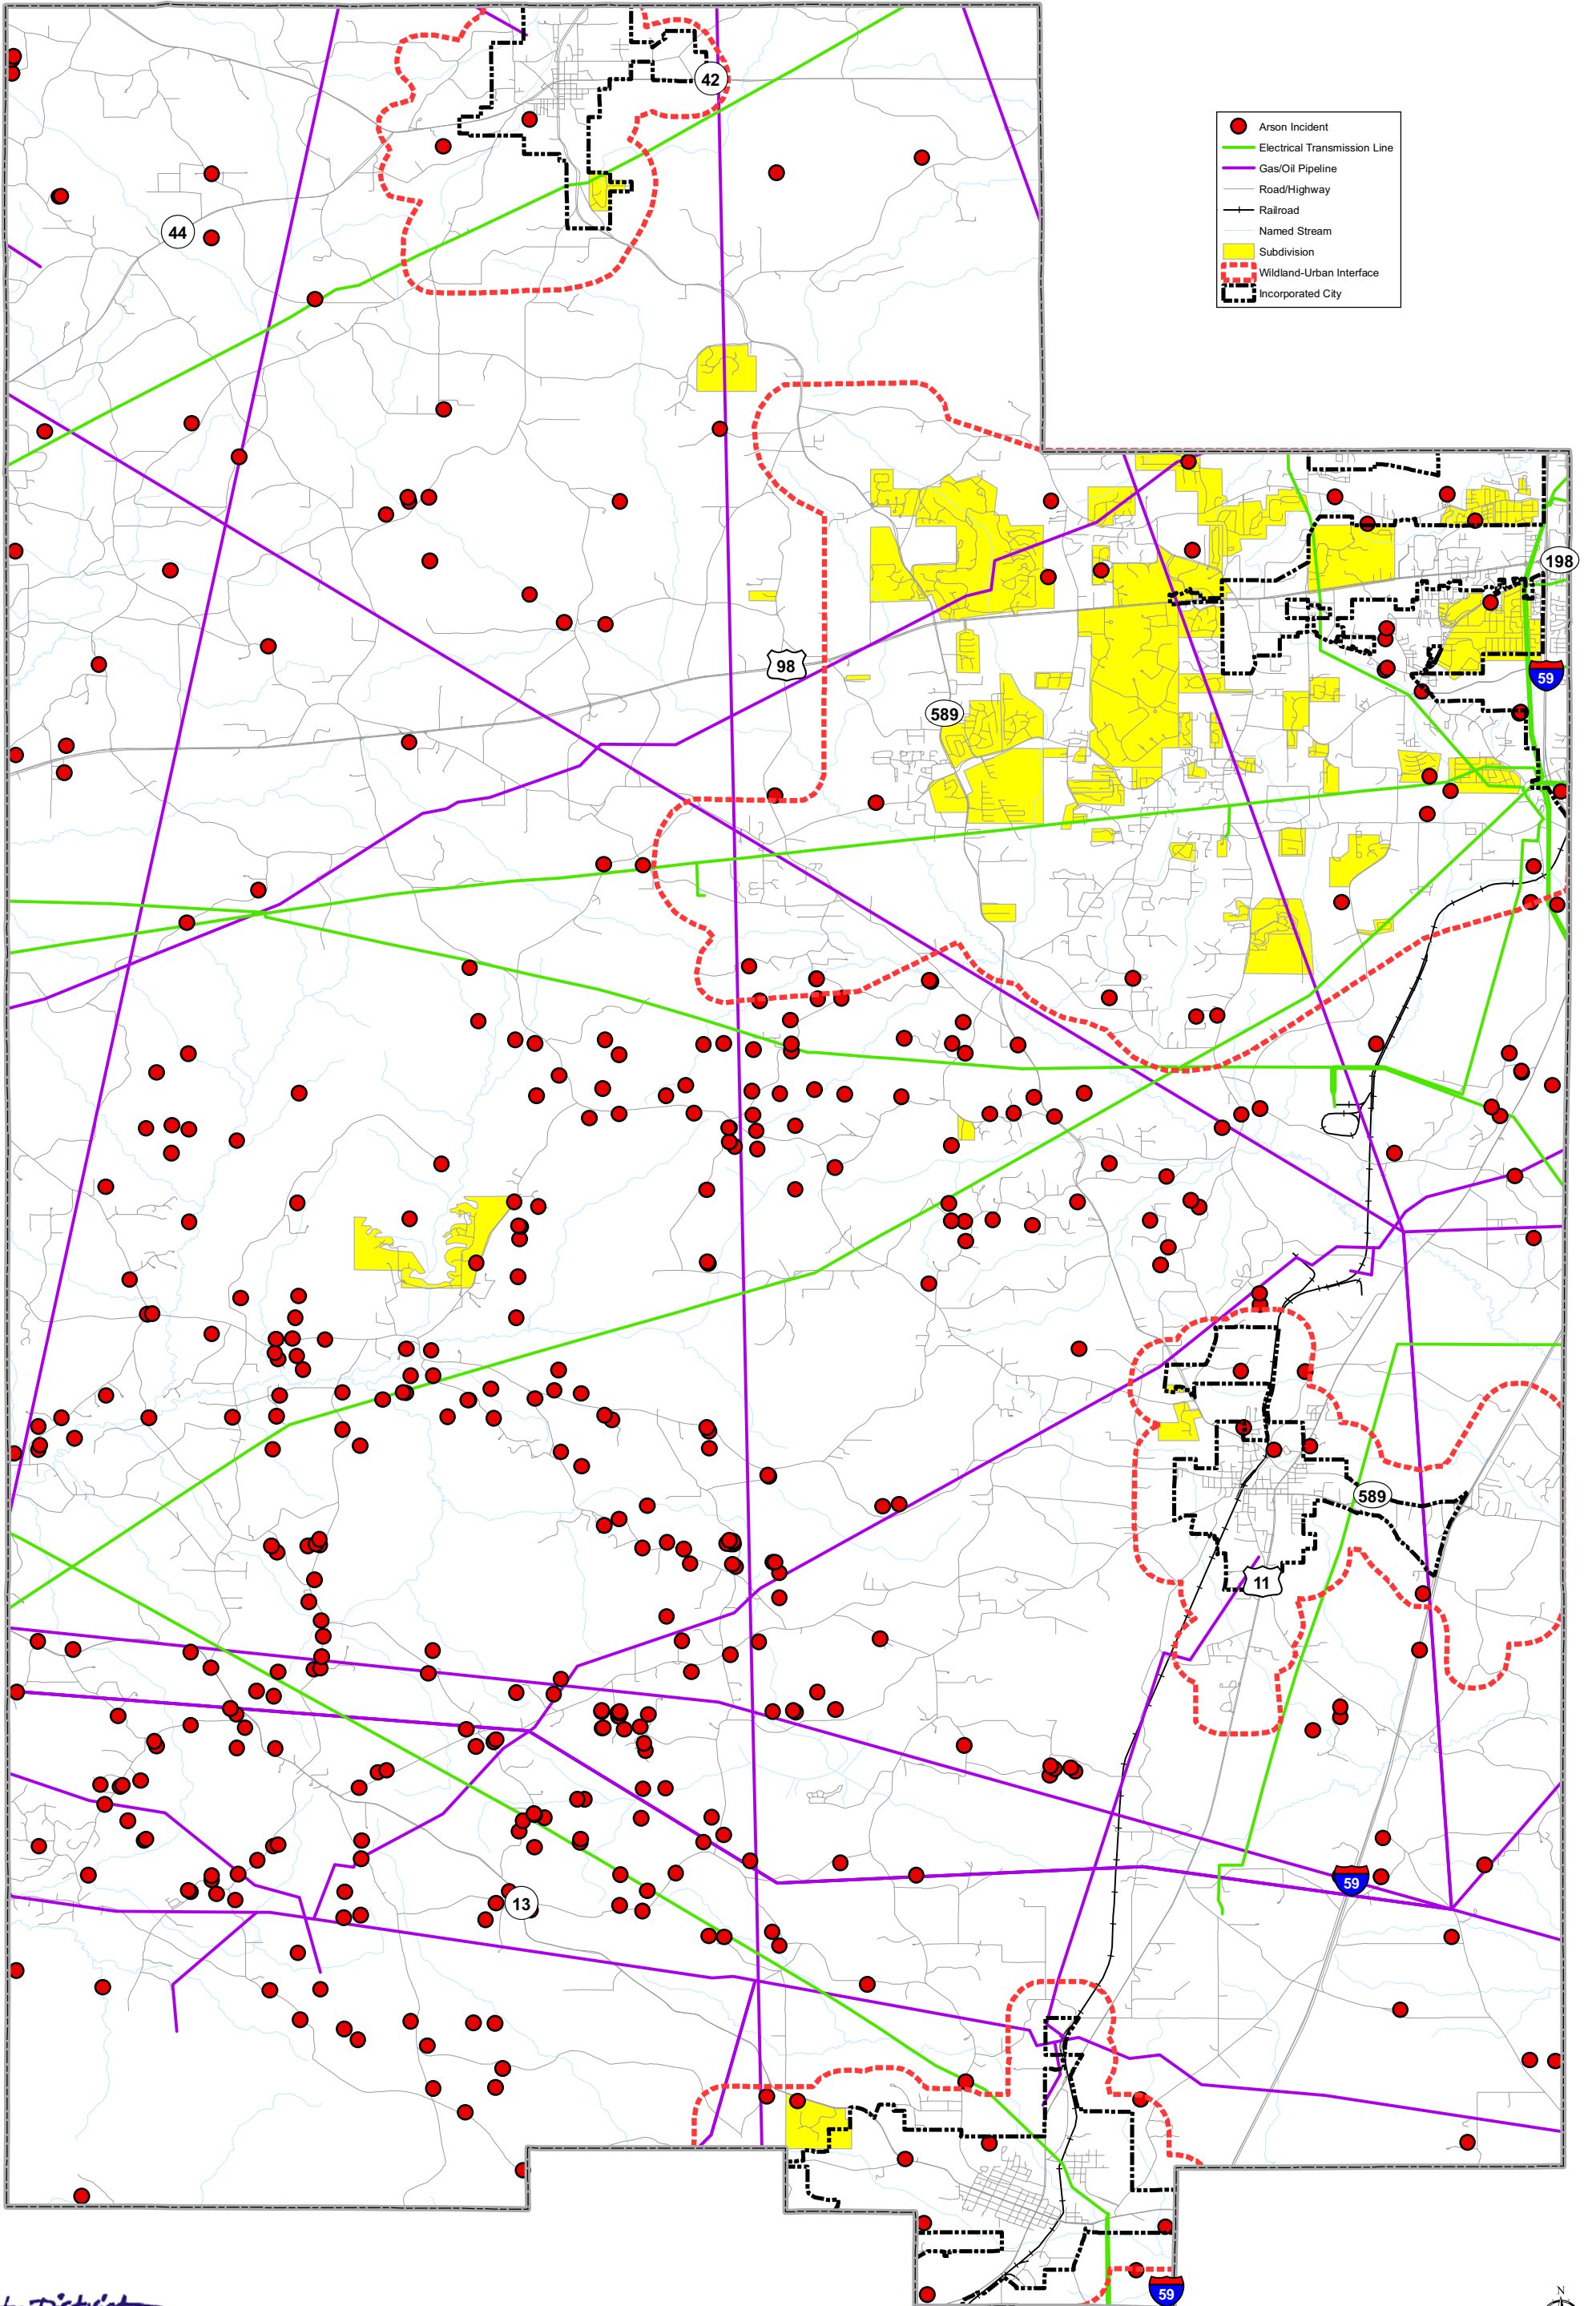 42
Arson Incident
Electrical Transmission Line
Gas/Oil Pipeline
Road/Highway
Railroad
Named Stream
Subdivision
Wildland-Urban Interface
Incorporated City
44
198
98
59
589
589
11
59
13
59
District
N